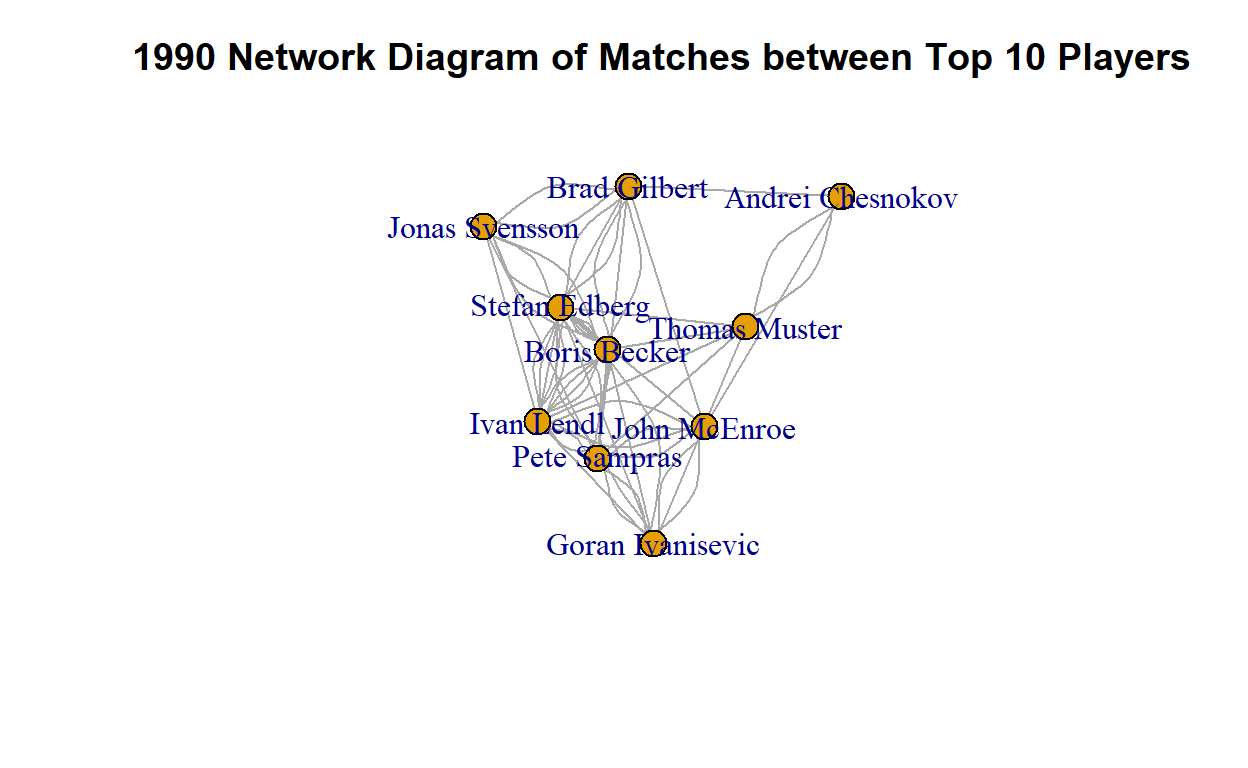 1990 Network Diagram of Matches between Top 10 Players
Brad Gilbert
Andrei Chesnokov
Jonas Svensson
Stefan Edberg
Thomas Muster
Boris Becker
Ivan Lendl
John McEnroe
Pete Sampras
Goran Ivanisevic